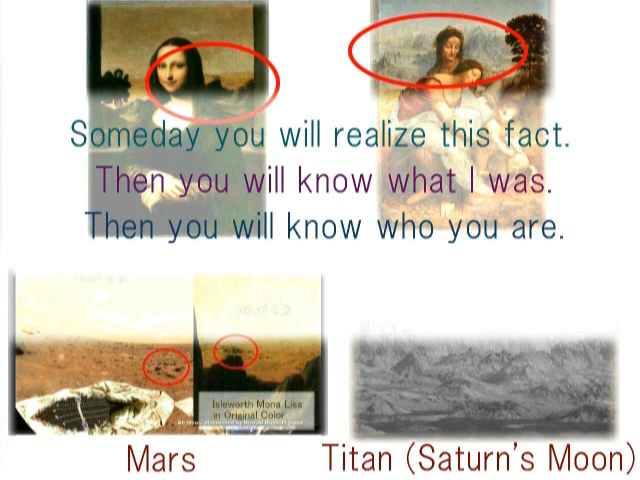 Someday you will realize this fact.
Then you will know what I was.
Then you will know who you are.
Isleworth Mona Lisa
in Original Color
Mars
Titan (Saturn's Moon)